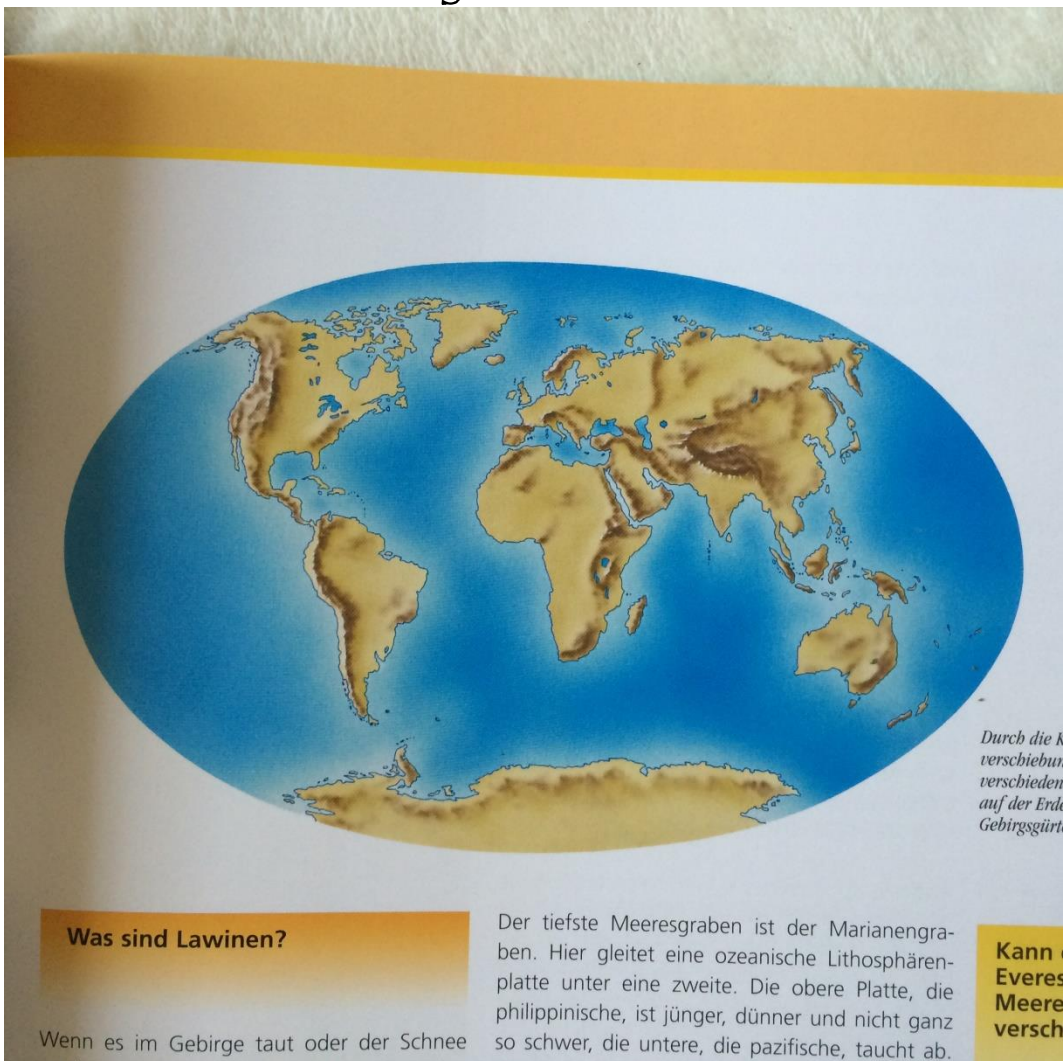 Durch die
verschiebun
verschieden
auf der Erde
Gebirgsgürt
Was sind Lawinen?
Wenn es im Gebirge taut oder der Schnee
Der tiefste Meeresgraben ist der Marianengra-
ben. Hier gleitet eine ozeanische Lithosphären-
platte unter eine zweite. Die obere Platte, die
philippinische, ist jünger, dünner und nicht ganz
so schwer, die untere, die pazifische, taucht ab.
Kann
Everes
Meere
versch